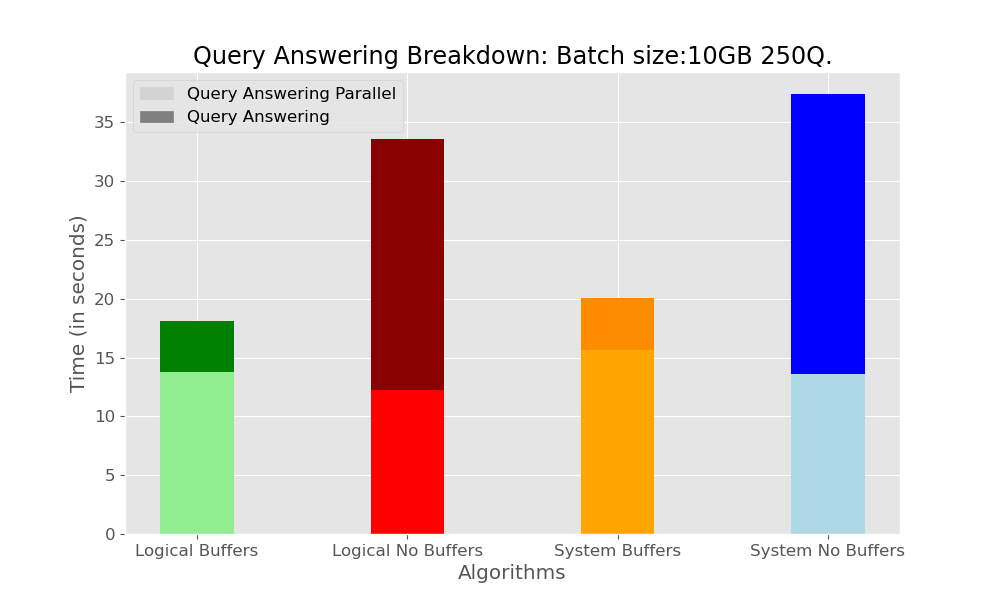 Query Answering Breakdown: Batch size:10GB 250Q.
Query Answering Parallel
Query Answering
Time (in seconds)
35
30
25
20
15
10
5
0
Logical Buffers
Logical No Buffers
System Buffers
System No Buffers
Algorithms